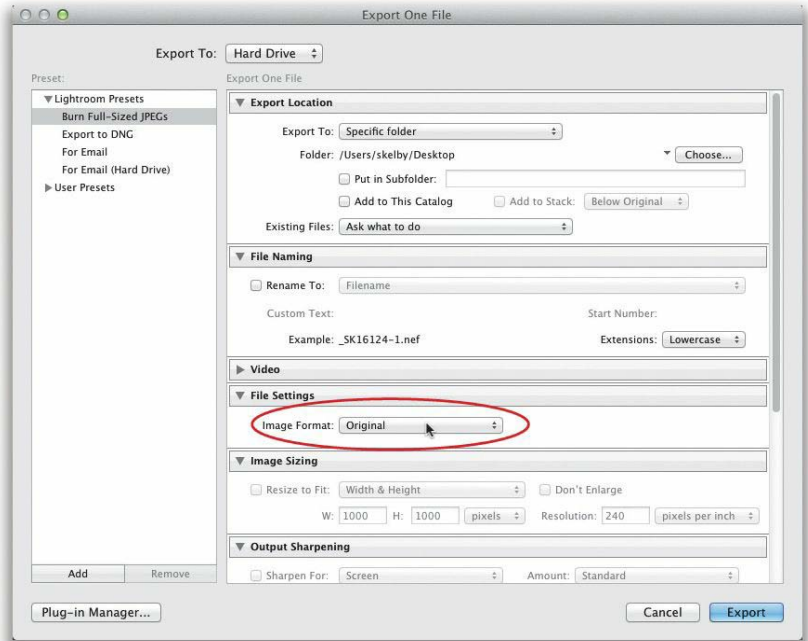 Export One File
Export To: Hard Drive
Preset:
Lightroom Presets
Burn Full-Sized JPEGs
Export to DNG
For Email
For Email (Hard Drive)
User Presets
Add Remove
Export One File
Export Location
Export To: Specific folder
Folder: /Users/skelby/Desktop Choose...
Put in Subfolder:
Add to This Catalog Add to Stack: Below Original
Existing Files: Ask what to do
File Naming
Rename To: Filename
Custom Text: Start Number:
Example: _SK16124-1.nef Extensions: Lowercase
Video
File Settings
Image Format: Original
Image Sizing
Resize to Fit: Width & Height Don't Enlarge
W: 1000 H: 1000 pixels Resolution: 240 pixels per inch
Output Sharpening
Sharpen For: Screen Amount: Standard
Plug-in Manager... Cancel Export